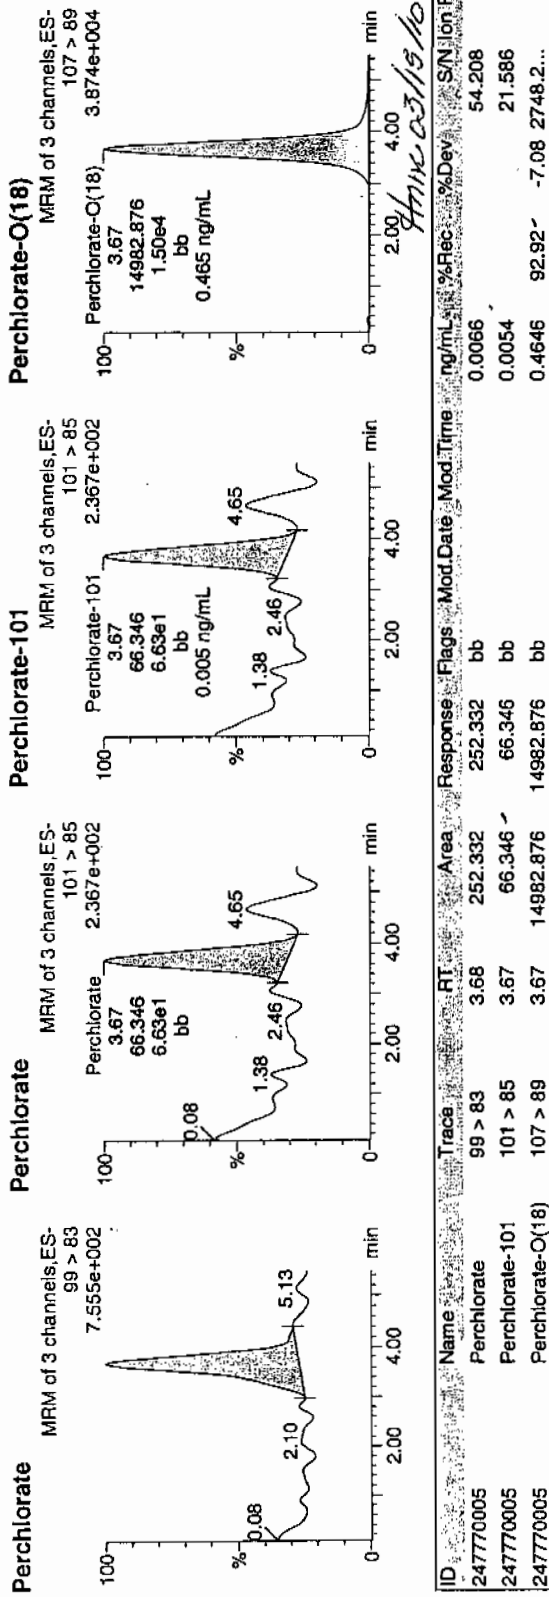 Perchlorate
MRM of 3 channels,ES-
99 > 83
7.555e+002
100
%
0
0.08
2.10
5.13
2.00
4.00
min
Perchlorate
MRM of 3 channels,ES-
101 > 85
2.367e+002
Perchlorate
3.67
66.346
6.63e1
bb
100
%
0
0.08
1.38
2.46
4.65
2.00
4.00
min
Perchlorate-101
MRM of 3 channels,ES-
101 > 85
2.367e+002
Perchlorate-101
3.67
66.346
6.63e1
bb
0.005 ng/mL
100
%
0
1.38
2.46
4.65
2.00
4.00
min
Perchlorate-O(18)
MRM of 3 channels,ES-
107 > 89
3.874e+004
Perchlorate-O(18)
3.67
14982.876
1.50e4
bb
0.465 ng/mL
100
%
0
2.00
4.00
min
03/15/10
ID Name Trace RT Area Response Flags Mod.Date Mod.Time ng/mL %Rec %Dev S/N Ion
247770005 Perchlorate 99 > 83 3.68 252.332 252.332 bb 0.0066 54.208
247770005 Perchlorate-101 101 > 85 3.67 66.346 66.346 bb 0.0054 21.586
247770005 Perchlorate-O(18) 107 > 89 3.67 14982.876 14982.876 bb 0.4646 92.92 -7.08 2748.2...